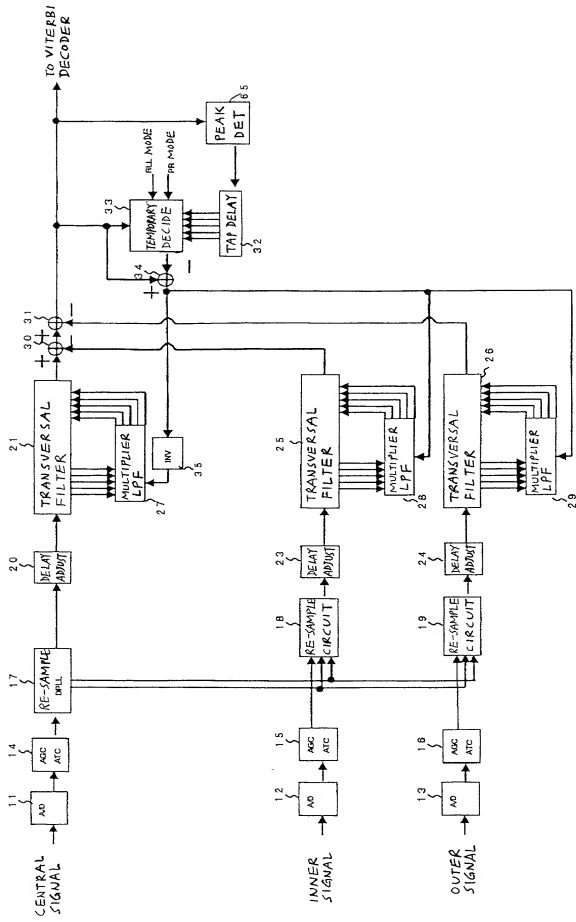 CENTRAL
SIGNAL
11
A/D
14
AGC
ATC
17
RE-SAMPLE
DPLL
20
DELAY
ADJUST
21
TRANSVERSAL
FILTER
MULTIPLIER
LPF
27
INV
35
+
30
-
+
31
-
TO VITERBI
DECODER
+
34
-
33
TEMPORARY
DECIDE
RLL MODE
PR MODE
TAP DELAY
32
PEAK
DET
65
INNER
SIGNAL
12
A/D
15
AGC
ATC
18
RE-SAMPLE
CIRCUIT
23
DELAY
ADJUST
25
TRANSVERSAL
FILTER
MULTIPLIER
LPF
28
OUTER
SIGNAL
13
A/D
16
AGC
ATC
19
RE-SAMPLE
CIRCUIT
24
DELAY
ADJUST
26
TRANSVERSAL
FILTER
MULTIPLIER
LPF
29